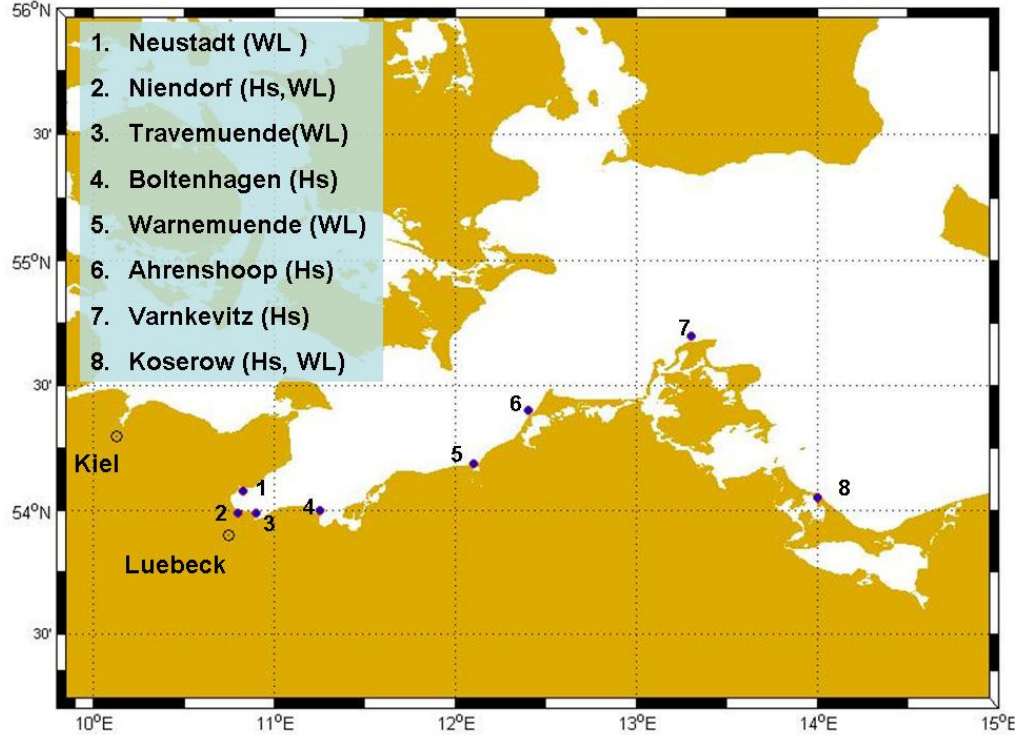 56°N
1. Neustadt (WL )
2. Niendorf (Hs,WL)
3. Travemuende(WL)
4. Boltenhagen (Hs)
5. Warnemuende (WL)
6. Ahrenshoop (Hs)
7. Varnkevitz (Hs)
8. Koserow (Hs, WL)
30'
55°N
30'
54°N
30'
7
6
5
Kiel
1
8
2
3
4
Luebeck
10°E 11°E 12°E 13°E 14°E 15°E